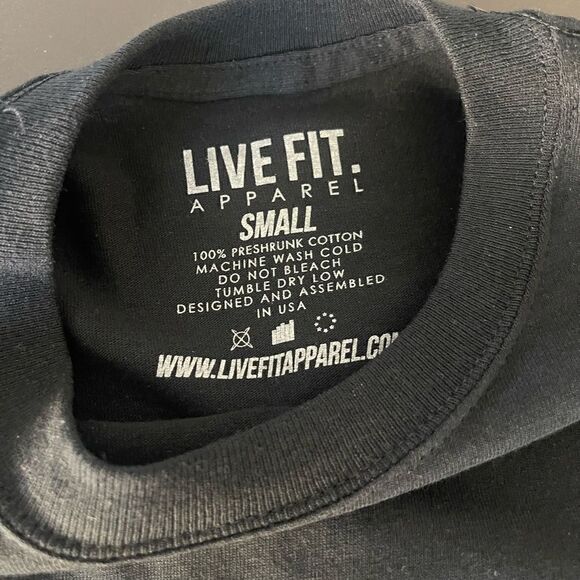 LIVE FIT.
APPAREL
SMALL
100% PRESHRUNK COTTON
MACHINE WASH COLD
DO NOT BLEACH
TUMBLE DRY LOW
DESIGNED AND ASSEMBLED
IN USA
WWW.LIVEFITAPPAREL.CO